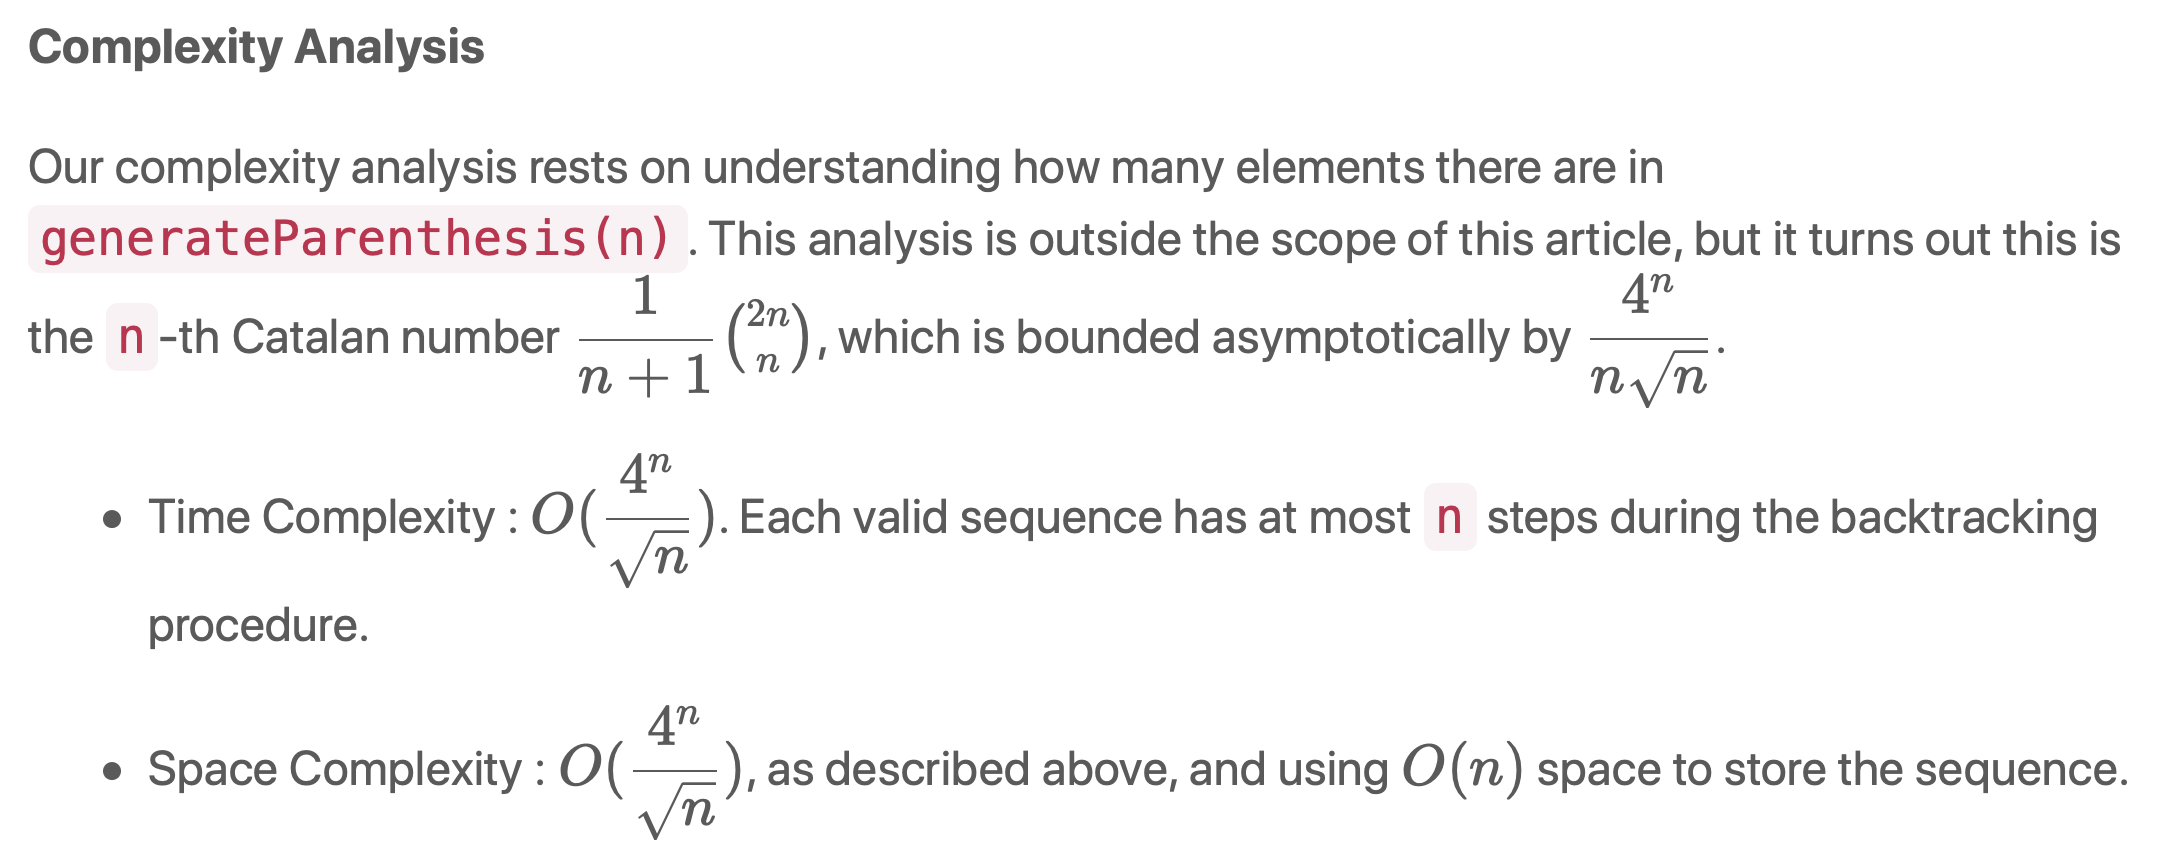 Complexity Analysis
Our complexity analysis rests on understanding how many elements there are in
generateParenthesis(n). This analysis is outside the scope of this article, but it turns out this is
the n-th Catalan number $\frac{1}{n+1}\binom{2n}{n}$, which is bounded asymptotically by $\frac{4^n}{n\sqrt{n}}$.
• Time Complexity : $O(\frac{4^n}{\sqrt{n}})$. Each valid sequence has at most n steps during the backtracking
procedure.
• Space Complexity : $O(\frac{4^n}{\sqrt{n}})$, as described above, and using $O(n)$ space to store the sequence.